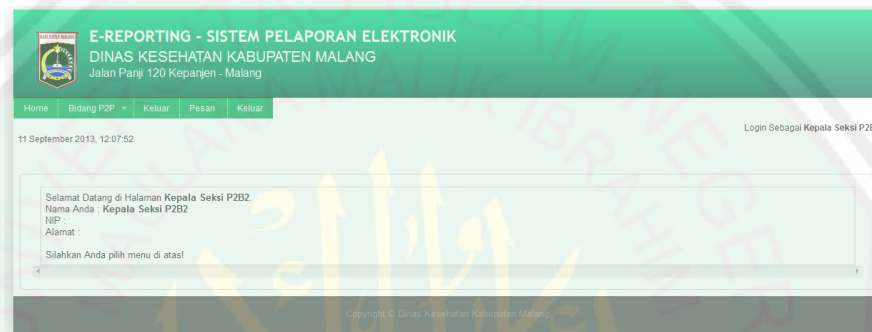 E-REPORTING - SISTEM PELAPORAN ELEKTRONIK
DINAS KESEHATAN KABUPATEN MALANG
Jalan Panji 120 Kepanjen - Malang
Home Bidang P2P Keluar Pesan Keluar
Login Sebagai Kepala Seksi P2B
11 September 2013, 12:07:52
Selamat Datang di Halaman Kepala Seksi P2B2.
Nama Anda : Kepala Seksi P2B2
NIP :
Alamat :
Silahkan Anda pilih menu di atas!
Copyright © Dinas Kesehatan Kabupaten Malang